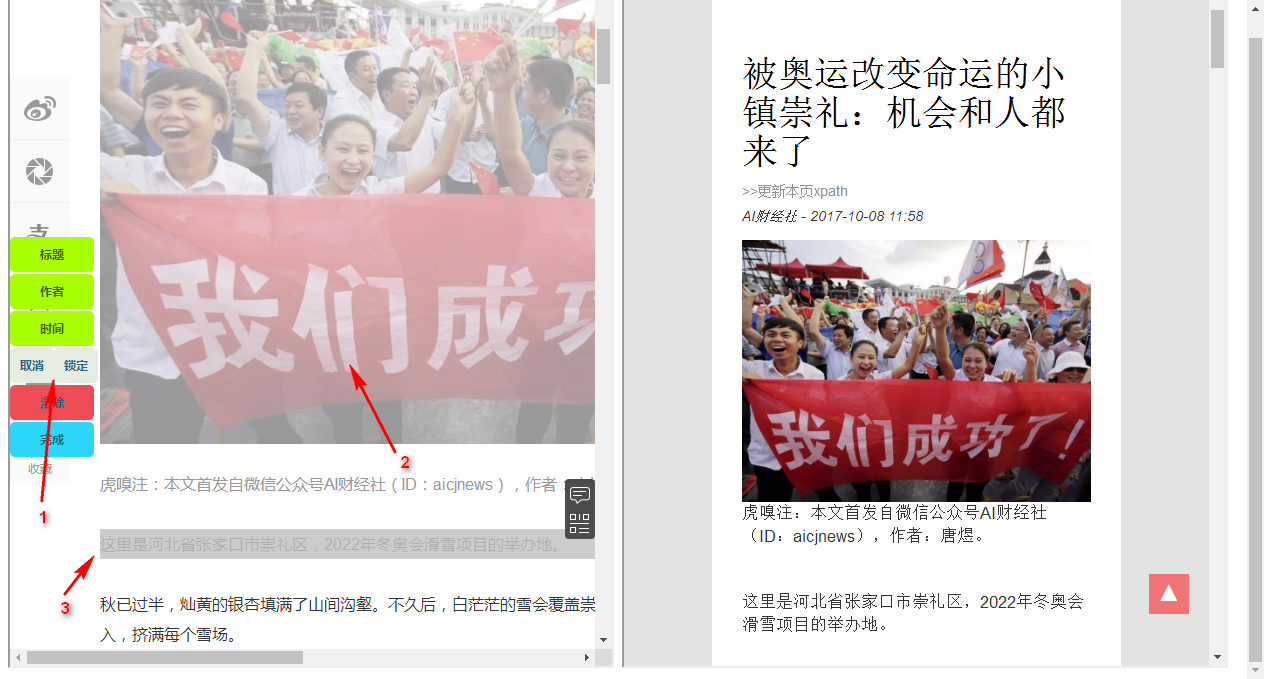 标题
作者
时间
取消 锁定
清除
完成
收藏
1
我们成功
2
虎嗅注：本文首发自微信公众号AI财经社（ID：aicjnews），作者：
这里是河北省张家口市崇礼区，2022年冬奥会滑雪项目的举办地。
3
秋已过半，灿黄的银杏填满了山间沟壑。不久后，白茫茫的雪会覆盖崇
入，挤满每个雪场。
被奥运改变命运的小
镇崇礼：机会和人都
来了
>>更新本页xpath
AI财经社 - 2017-10-08 11:58
我们成功了！
虎嗅注：本文首发自微信公众号AI财经社
（ID：aicjnews），作者：唐煜。
这里是河北省张家口市崇礼区，2022年冬奥会
滑雪项目的举办地。